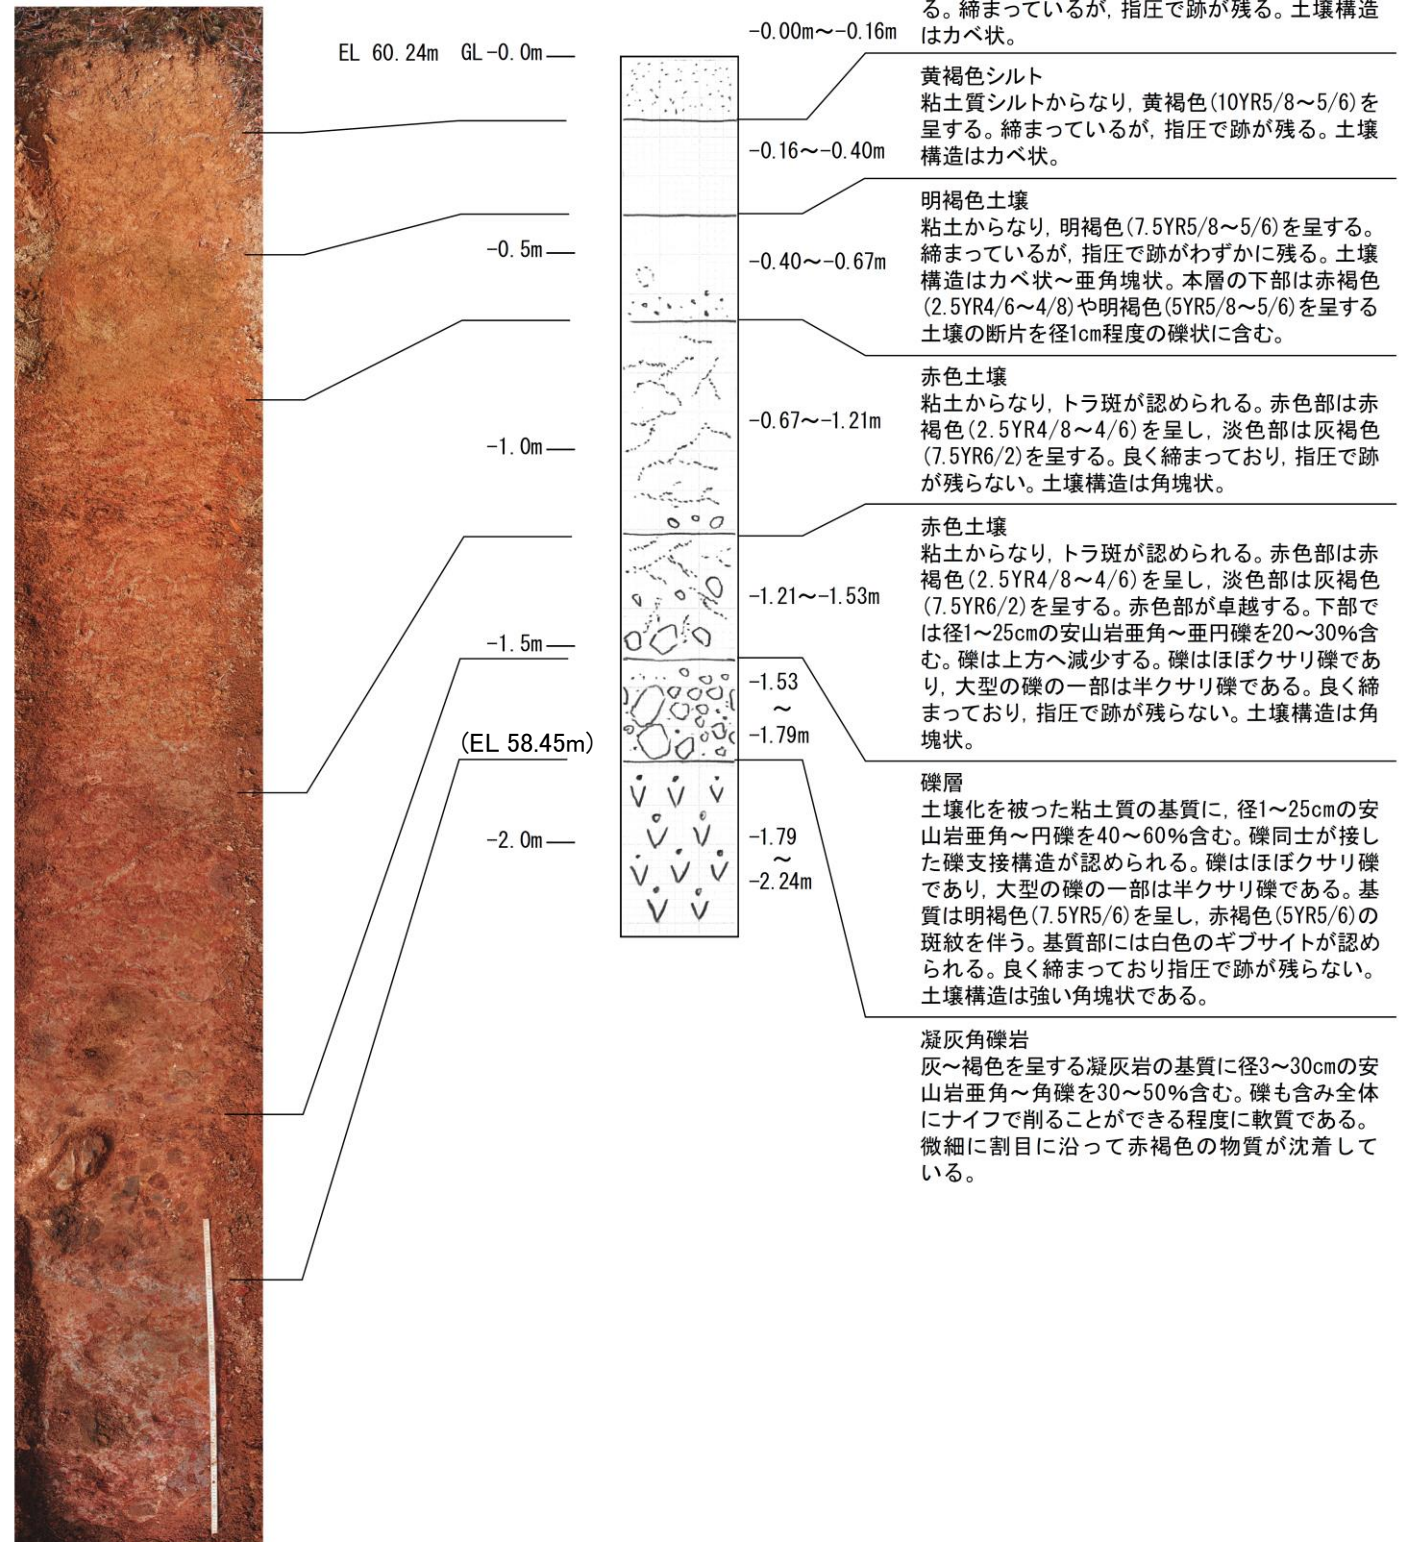 る。締まっているが，指圧で跡が残る。土壌構造
はカベ状。
-0.00m～-0.16m
EL 60.24m GL-0.0m
黄褐色シルト
粘土質シルトからなり，黄褐色(10YR5/8～5/6)を
呈する。締まっているが，指圧で跡が残る。土壌
構造はカベ状。
-0.16～-0.40m
明褐色土壌
粘土からなり，明褐色(7.5YR5/8～5/6)を呈する。
締まっているが，指圧で跡がわずかに残る。土壌
構造はカベ状～亜角塊状。本層の下部は赤褐色
(2.5YR4/6～4/8)や明褐色(5YR5/8～5/6)を呈する
土壌の断片を径1cm程度の礫状に含む。
-0.5m
-0.40～-0.67m
赤色土壌
粘土からなり，トラ斑が認められる。赤色部は赤
褐色(2.5YR4/8～4/6)を呈し，淡色部は灰褐色
(7.5YR6/2)を呈する。良く締まっており，指圧で跡
が残らない。土壌構造は角塊状。
-0.67～-1.21m
-1.0m
赤色土壌
粘土からなり，トラ斑が認められる。赤色部は赤
褐色(2.5YR4/8～4/6)を呈し，淡色部は灰褐色
(7.5YR6/2)を呈する。赤色部が卓越する。下部で
は径1～25cmの安山岩亜角～亜円礫を20～30%含
む。礫は上方へ減少する。礫はほぼクサリ礫であ
り，大型の礫の一部は半クサリ礫である。良く締
まっており，指圧で跡が残らない。土壌構造は角
塊状。
-1.21～-1.53m
-1.5m
-1.53
～
-1.79m
(EL 58.45m)
礫層
土壌化を被った粘土質の基質に，径1～25cmの安
山岩亜角～円礫を40～60%含む。礫同士が接し
た礫支接構造が認められる。礫はほぼクサリ礫
であり，大型の礫の一部は半クサリ礫である。基
質は明褐色(7.5YR5/6)を呈し，赤褐色(5YR5/6)の
斑紋を伴う。基質部には白色のギブサイトが認め
られる。良く締まっており指圧で跡が残らない。
土壌構造は強い角塊状である。
-2.0m
-1.79
～
-2.24m
凝灰角礫岩
灰～褐色を呈する凝灰岩の基質に径3～30cmの安
山岩亜角～角礫を30～50%含む。礫も含み全体
にナイフで削ることができる程度に軟質である。
微細に割目に沿って赤褐色の物質が沈着して
いる。